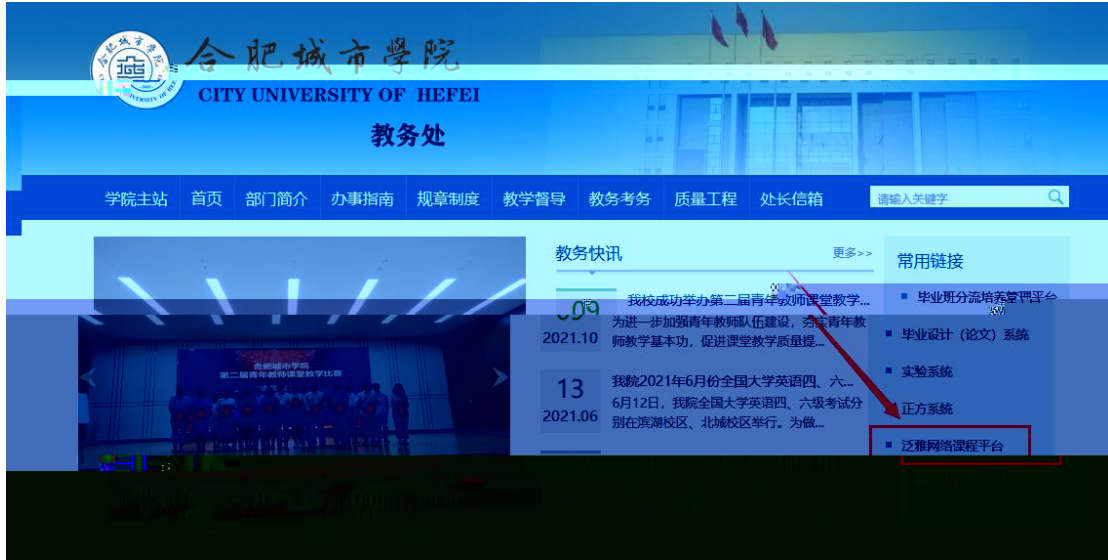 合肥城市學院
CITY UNIVERSITY OF HEFEI
教务处
学院主站 首页 部门简介 办事指南 规章制度 教学督导 教务考务 质量工程 处长信箱 请输入关键字
教务快讯 更多>>
09
2021.10
我校成功举办第二届青年教师课堂教学...
为进一步加强青年教师队伍建设，夯实青年教
师教学基本功，促进课堂教学质量提...
13
2021.06
我院2021年6月份全国大学英语四、六...
6月12日，我院全国大学英语四、六级考试分
别在滨湖校区、北城校区举行。为做...
常用链接
毕业班分流培养管理平台
毕业设计（论文）系统
实验系统
正方系统
泛雅网络课程平台
合肥城市学院
第二届青年教师课堂教学比赛